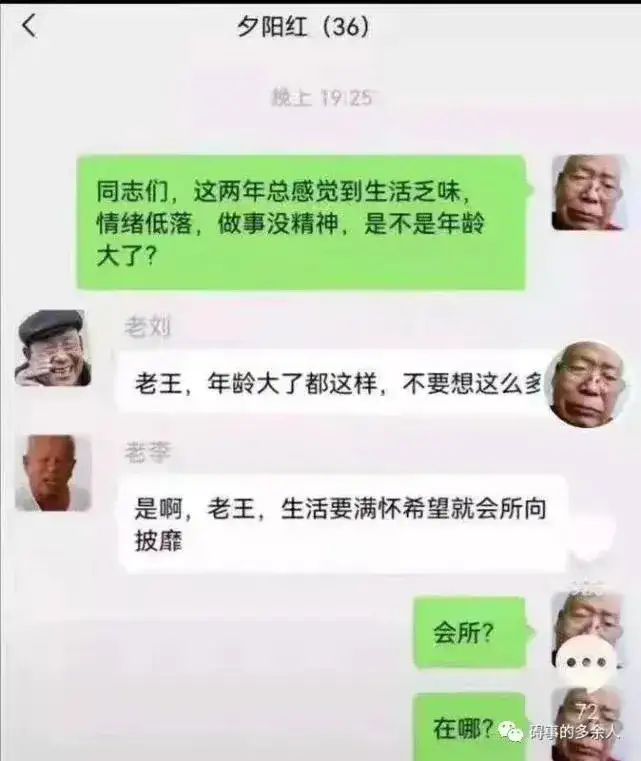 夕阳红（36）
晚上 19:25
同志们，这两年总感觉到生活乏味，
情绪低落，做事没精神，是不是年龄
大了？
老刘
老王，年龄大了都这样，不要想这么多
老李
是啊，老王，生活要满怀希望就会所向
披靡
会所？
在哪？
72
碍事的多余人